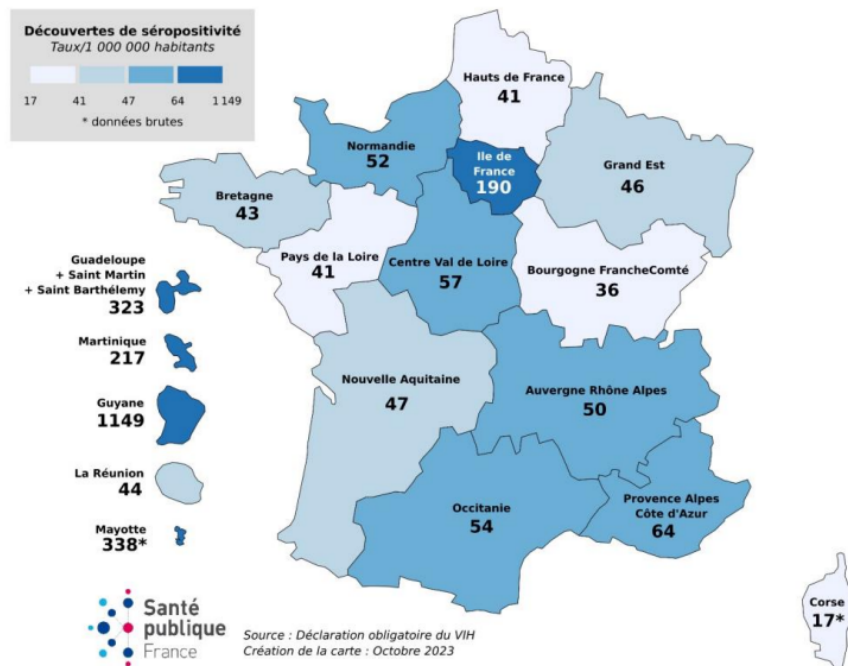 Découvertes de séropositivité
Taux/1 000 000 habitants
17 41 47 64 1 149
* données brutes
Hauts de France
41
Normandie
52
Ile de
France
190
Grand Est
46
Bretagne
43
Pays de la Loire
41
Centre Val de Loire
57
Bourgogne FrancheComté
36
Guadeloupe
+ Saint Martin
+ Saint Barthélemy
323
Martinique
217
Guyane
1149
La Réunion
44
Mayotte
338*
Nouvelle Aquitaine
47
Auvergne Rhône Alpes
50
Occitanie
54
Provence Alpes
Côte d'Azur
64
Corse
17*
Santé
publique
France
Source : Déclaration obligatoire du VIH
Création de la carte : Octobre 2023